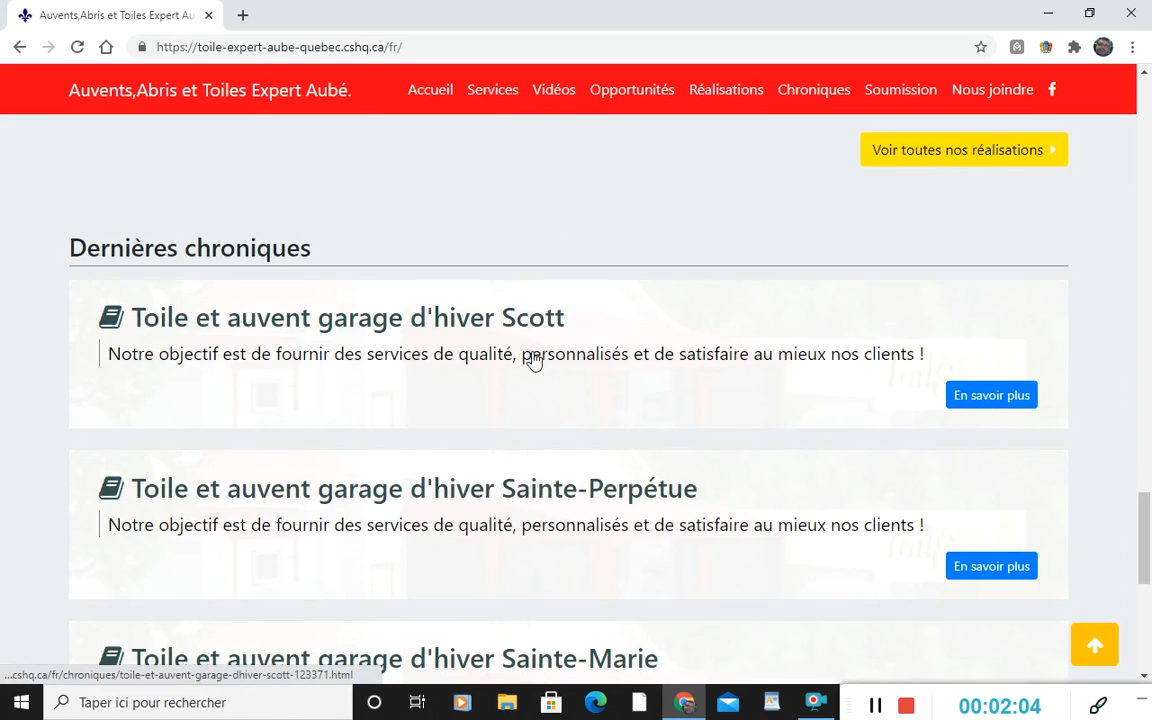 Auvents,Abris et Toiles Expert Au
https://toile-expert-aube-quebec.cshq.ca/fr/
Auvents,Abris et Toiles Expert Aubé.
Accueil Services Vidéos Opportunités Réalisations Chroniques Soumission Nous joindre
Voir toutes nos réalisations
Dernières chroniques
Toile et auvent garage d'hiver Scott
Notre objectif est de fournir des services de qualité, personnalisés et de satisfaire au mieux nos clients !
En savoir plus
Toile et auvent garage d'hiver Sainte-Perpétue
Notre objectif est de fournir des services de qualité, personnalisés et de satisfaire au mieux nos clients !
En savoir plus
Toile et auvent garage d'hiver Sainte-Marie
...cshq.ca/fr/chroniques/toile-et-auvent-garage-dhiver-scott-123371.html
Taper ici pour rechercher
00:02:04